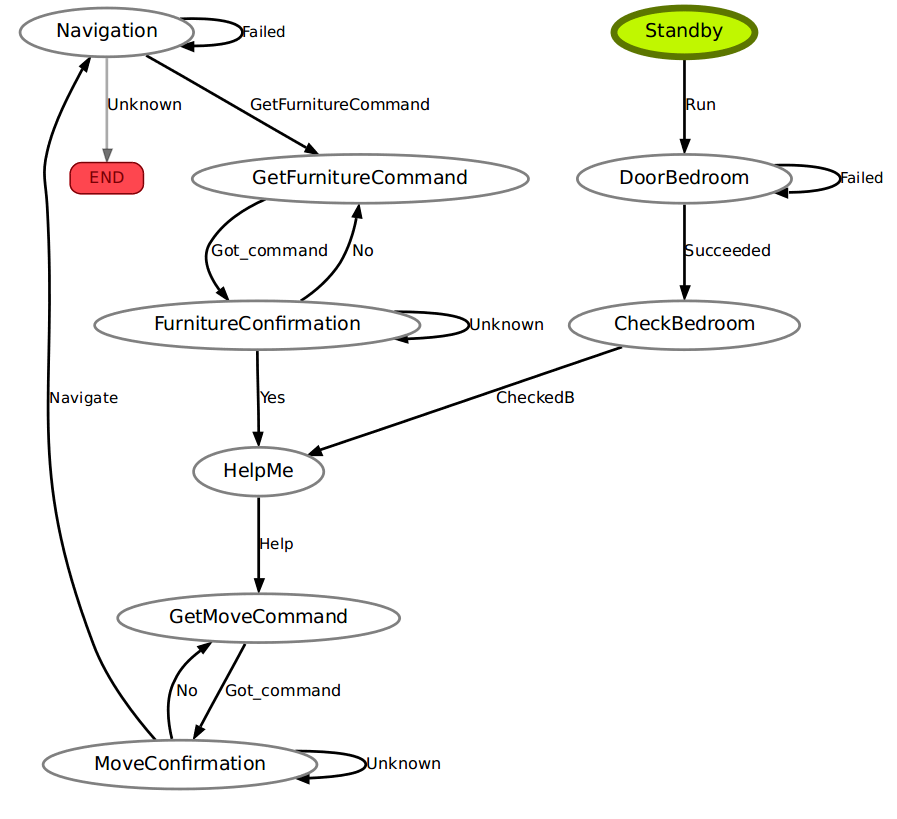 Navigation
Failed
Standby
Unknown
GetFurnitureCommand
Run
END
GetFurnitureCommand
DoorBedroom
Failed
Got_command
No
Succeeded
FurnitureConfirmation
Unknown
CheckBedroom
Navigate
Yes
CheckedB
HelpMe
Help
GetMoveCommand
No
Got_command
MoveConfirmation
Unknown